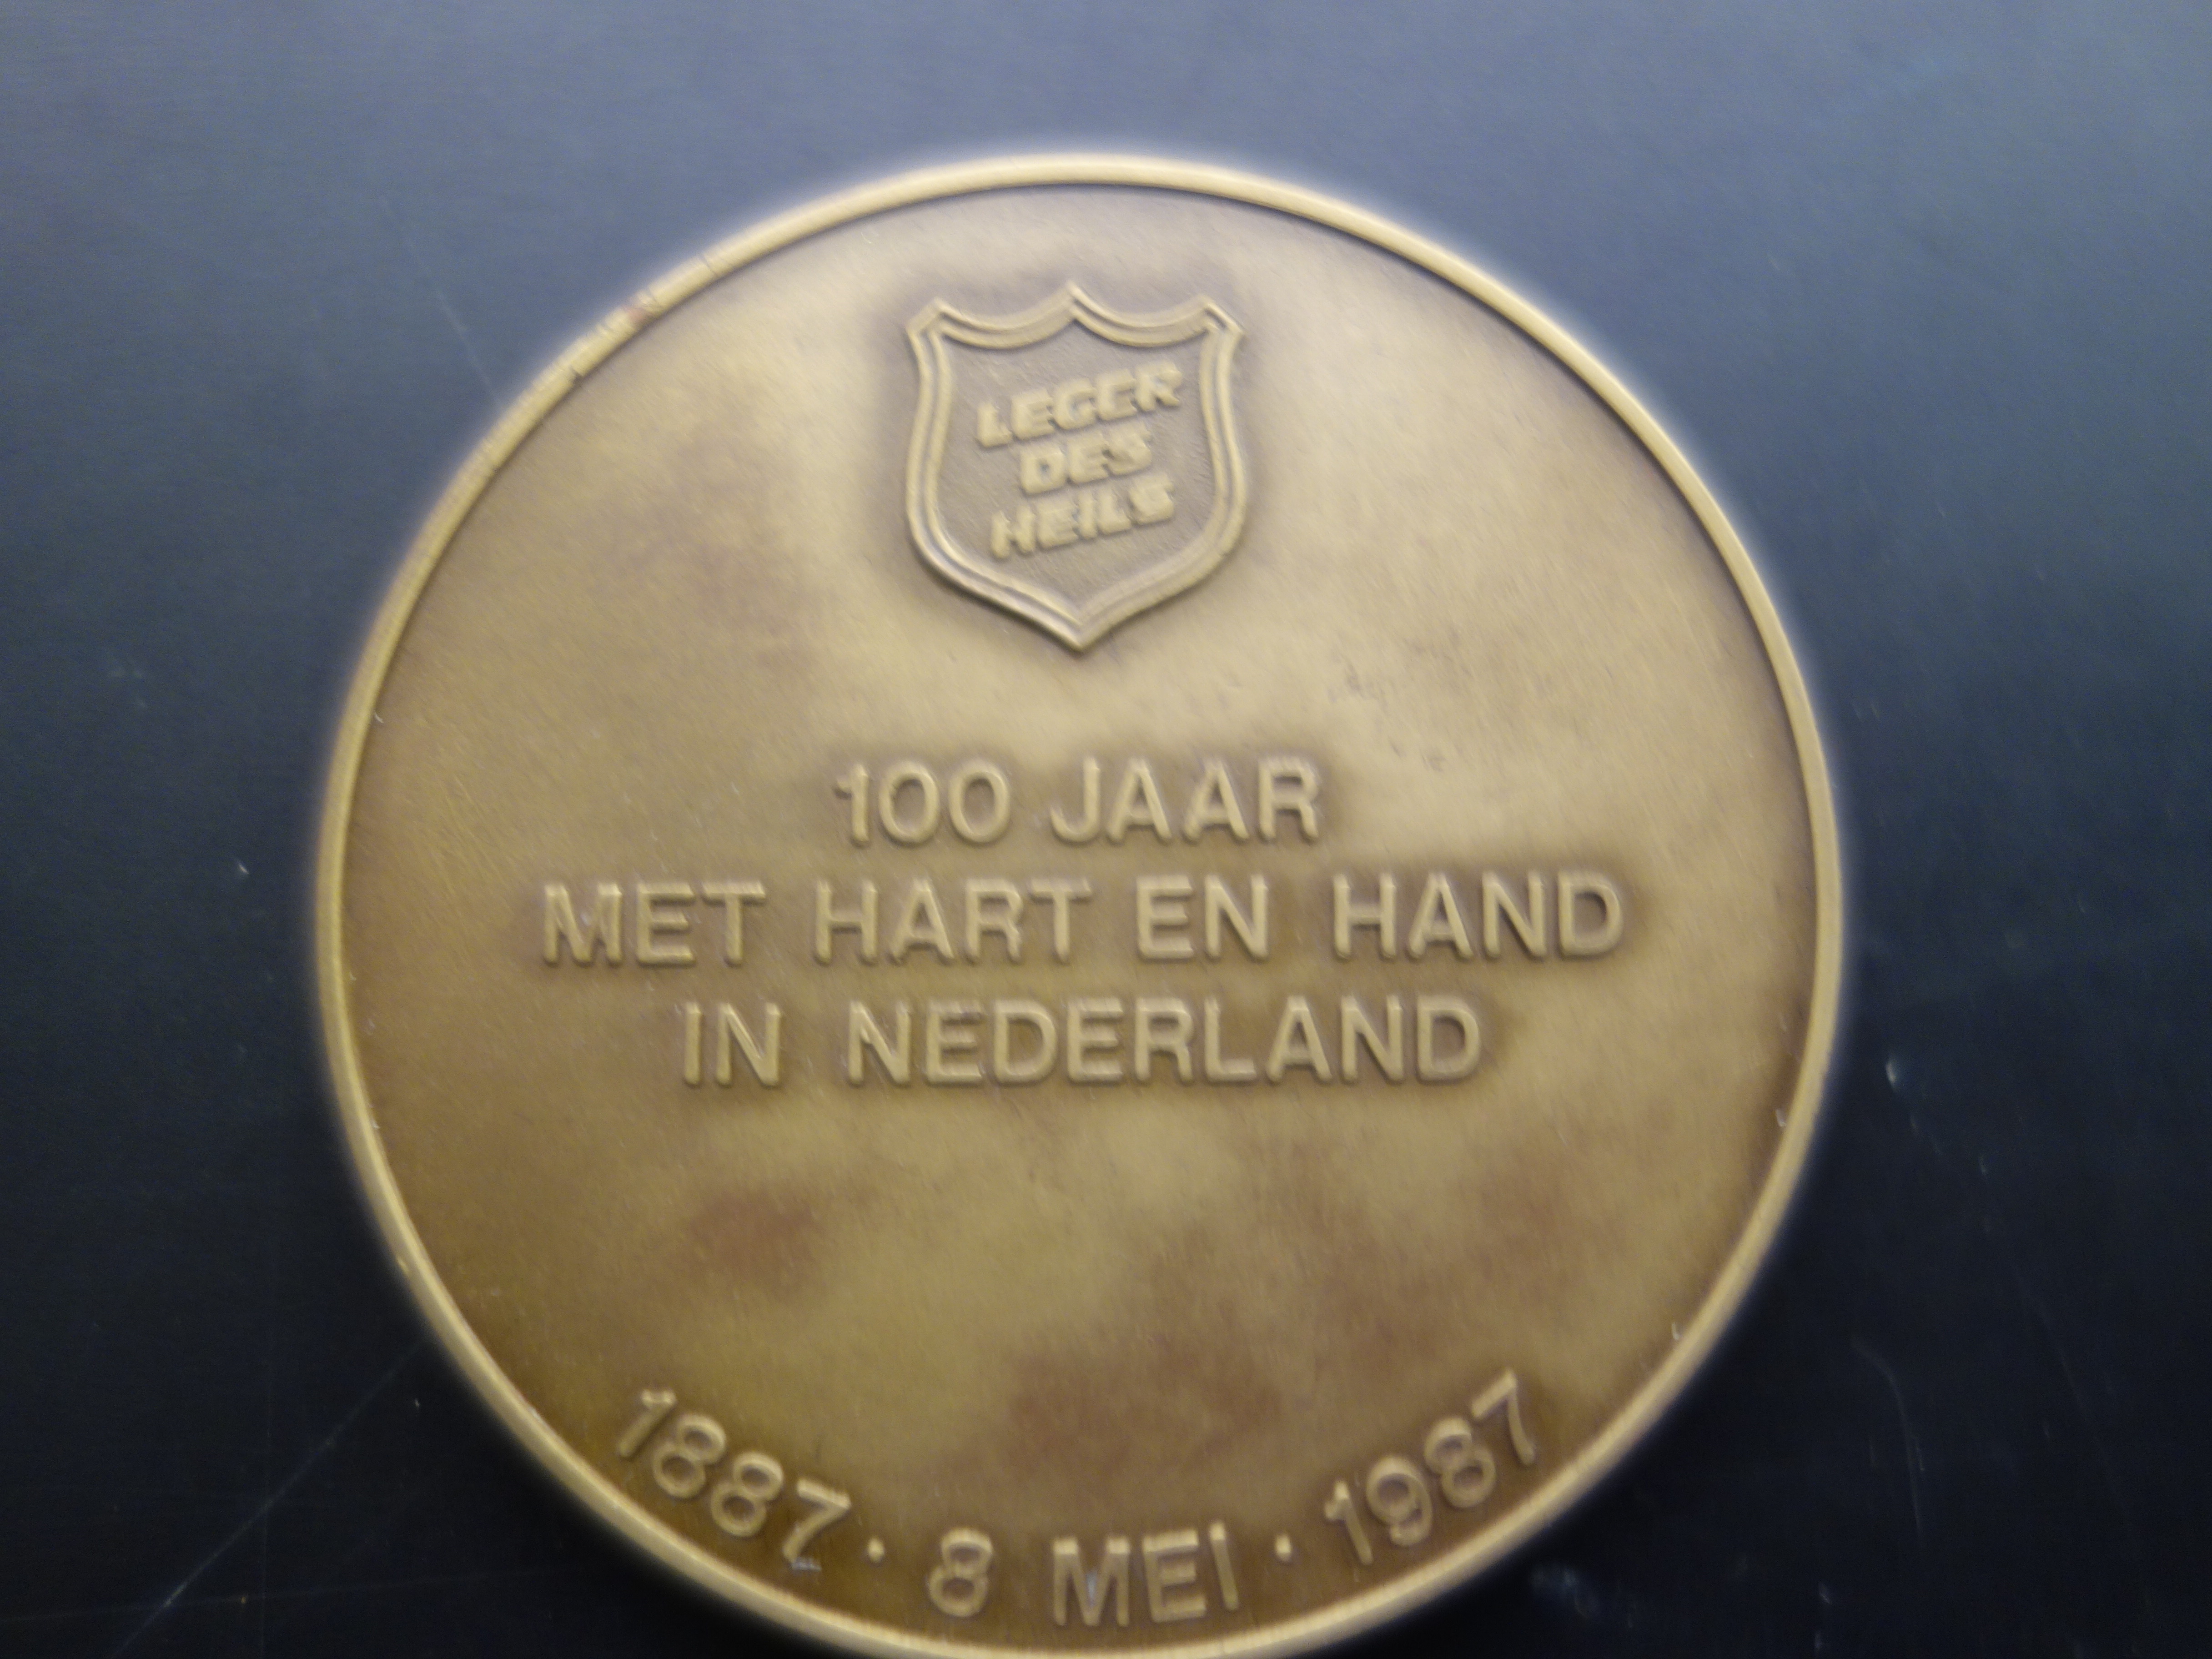 LEGER
DES
HEILS
100 JAAR
MET HART EN HAND
IN NEDERLAND
1887 · 8 MEI · 1987